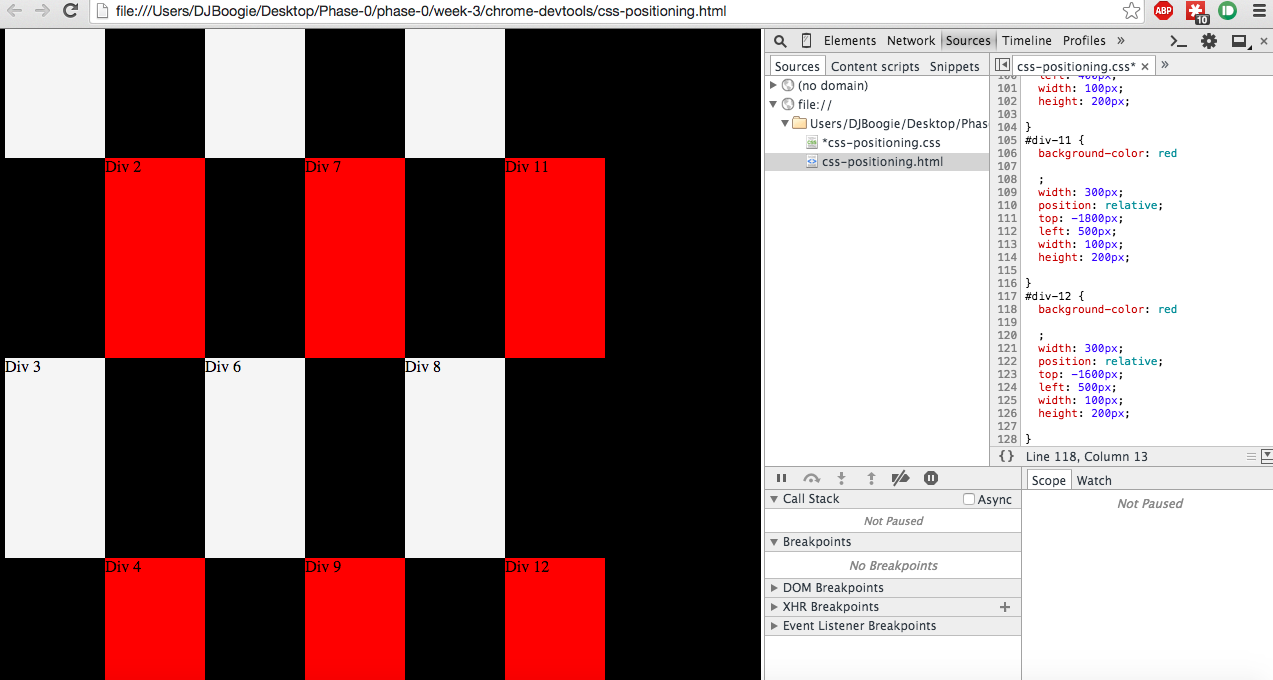 file:///Users/DJBoogie/Desktop/Phase-0/phase-0/week-3/chrome-devtools/css-positioning.html
ABP
10
Elements Network Sources Timeline Profiles »
Sources Content scripts Snippets
css-positioning.css* × »
(no domain)
file://
Users/DJBoogie/Desktop/Phas
*css-positioning.css
css-positioning.html
100 left: 400px;
101 width: 100px;
102 height: 200px;
103
104 }
105 #div-11 {
106 background-color: red
107
108 ;
109 width: 300px;
110 position: relative;
111 top: -1800px;
112 left: 500px;
113 width: 100px;
114 height: 200px;
115
116 }
117 #div-12 {
118 background-color: red
119
120 ;
121 width: 300px;
122 position: relative;
123 top: -1600px;
124 left: 500px;
125 width: 100px;
126 height: 200px;
127
128 }
{} Line 118, Column 13
Div 2 Div 7 Div 11
Div 3 Div 6 Div 8
Div 4 Div 9 Div 12
Call Stack Async
Not Paused
Breakpoints
No Breakpoints
DOM Breakpoints
XHR Breakpoints +
Event Listener Breakpoints
Scope Watch
Not Paused